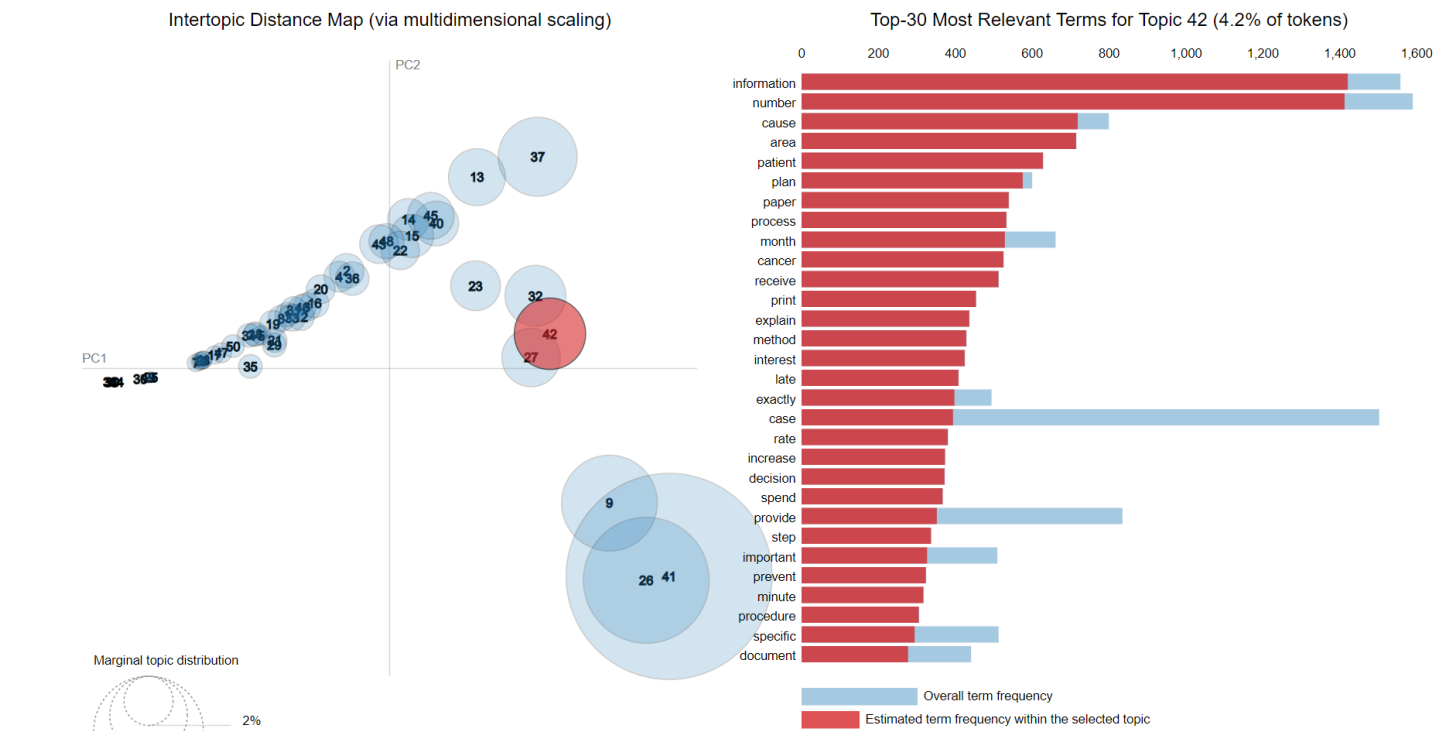 Intertopic Distance Map (via multidimensional scaling)
PC2
PC1
37
13
14
45
40
15
48
22
2
4
36
20
16
19
50
29
35
23
32
42
27
9
26
41
Marginal topic distribution
2%
Top-30 Most Relevant Terms for Topic 42 (4.2% of tokens)
0 200 400 600 800 1,000 1,200 1,400 1,600
information
number
cause
area
patient
plan
paper
process
month
cancer
receive
print
explain
method
interest
late
exactly
case
rate
increase
decision
spend
provide
step
important
prevent
minute
procedure
specific
document
Overall term frequency
Estimated term frequency within the selected topic